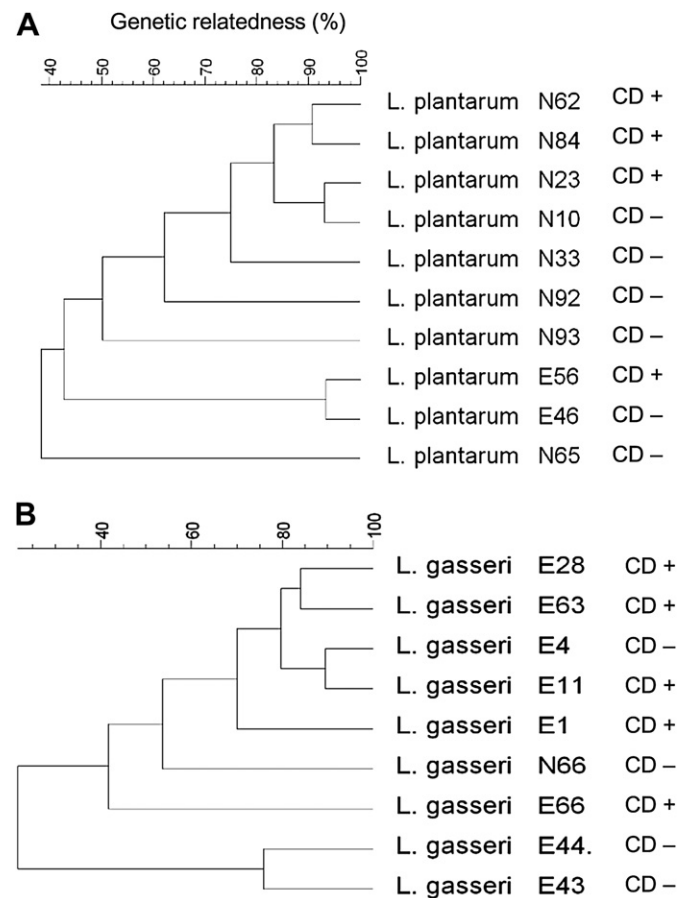 A Genetic relatedness (%)
40 50 60 70 80 90 100
L. plantarum N62 CD +
L. plantarum N84 CD +
L. plantarum N23 CD +
L. plantarum N10 CD –
L. plantarum N33 CD –
L. plantarum N92 CD –
L. plantarum N93 CD –
L. plantarum E56 CD +
L. plantarum E46 CD –
L. plantarum N65 CD –
B
40 60 80 100
L. gasseri E28 CD +
L. gasseri E63 CD +
L. gasseri E4 CD –
L. gasseri E11 CD +
L. gasseri E1 CD +
L. gasseri N66 CD –
L. gasseri E66 CD +
L. gasseri E44. CD –
L. gasseri E43 CD –